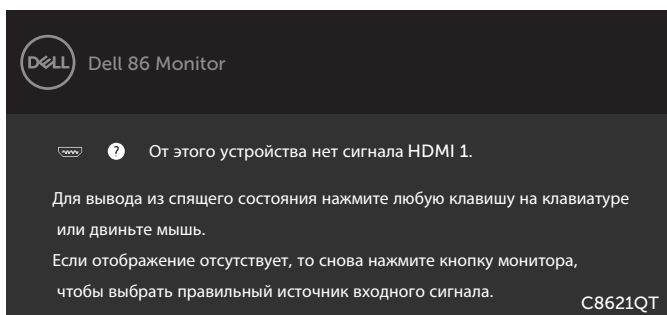 DELL
Dell 86 Monitor
? От этого устройства нет сигнала HDMI 1.
Для вывода из спящего состояния нажмите любую клавишу на клавиатуре
или двиньте мышь.
Если отображение отсутствует, то снова нажмите кнопку монитора,
чтобы выбрать правильный источник входного сигнала.
C8621QT